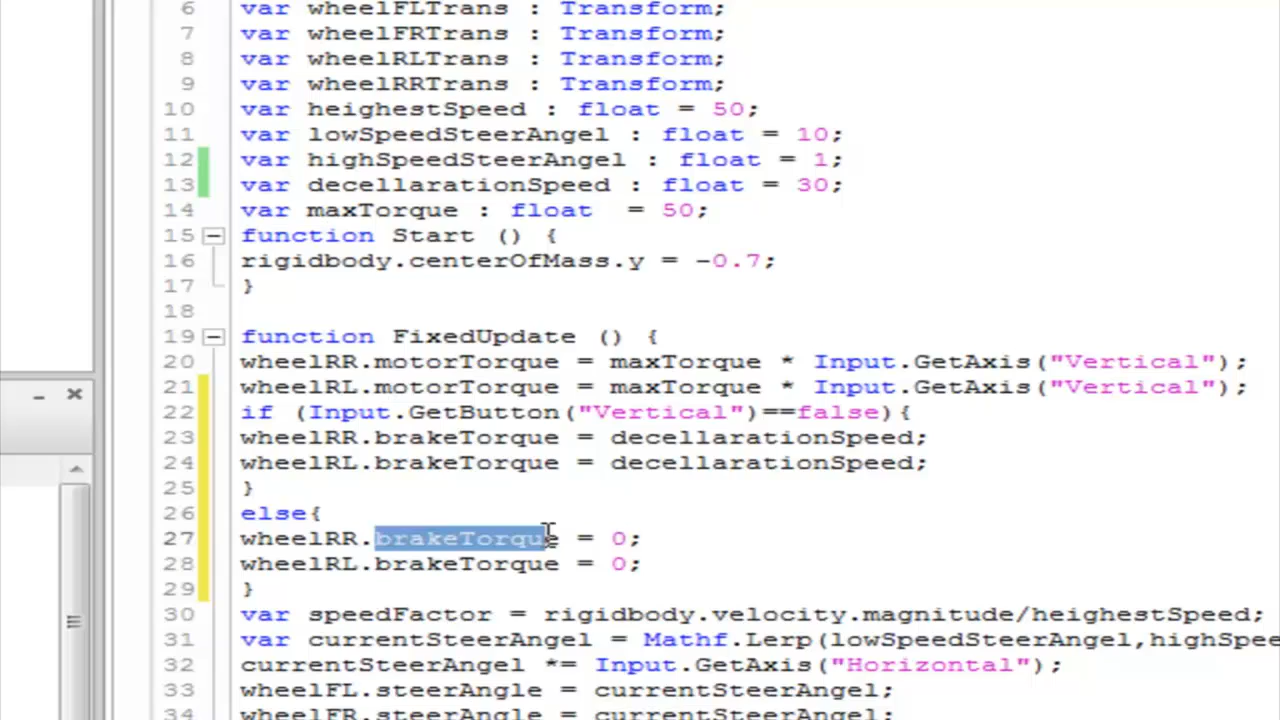 6 var wheelFLTrans : Transform;
7 var wheelFRTrans : Transform;
8 var wheelRLTrans : Transform;
9 var wheelRRTrans : Transform;
10 var heighestSpeed : float = 50;
11 var lowSpeedSteerAngel : float = 10;
12 var highSpeedSteerAngel : float = 1;
13 var decellarationSpeed : float = 30;
14 var maxTorque : float  = 50;
15 function Start () {
16 rigidbody.centerOfMass.y = -0.7;
17 }
18
19 function FixedUpdate () {
20 wheelRR.motorTorque = maxTorque * Input.GetAxis("Vertical");
21 wheelRL.motorTorque = maxTorque * Input.GetAxis("Vertical");
22 if (Input.GetButton("Vertical")==false){
23 wheelRR.brakeTorque = decellarationSpeed;
24 wheelRL.brakeTorque = decellarationSpeed;
25 }
26 else{
27 wheelRR.brakeTorque = 0;
28 wheelRL.brakeTorque = 0;
29 }
30 var speedFactor = rigidbody.velocity.magnitude/heighestSpeed;
31 var currentSteerAngel = Mathf.Lerp(lowSpeedSteerAngel,highSpee
32 currentSteerAngel *= Input.GetAxis("Horizontal");
33 wheelFL.steerAngle = currentSteerAngel;
34 wheelFR.steerAngle = currentSteerAngel;